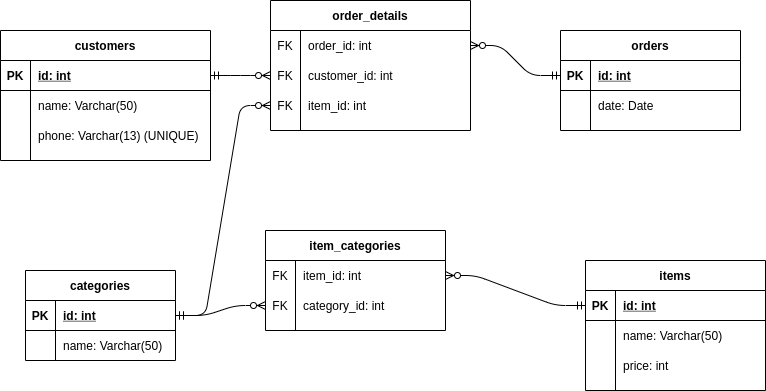 order_details
FK order_id: int
FK customer_id: int
FK item_id: int
customers
PK id: int
name: Varchar(50)
phone: Varchar(13) (UNIQUE)
orders
PK id: int
date: Date
item_categories
FK item_id: int
FK category_id: int
categories
PK id: int
name: Varchar(50)
items
PK id: int
name: Varchar(50)
price: int